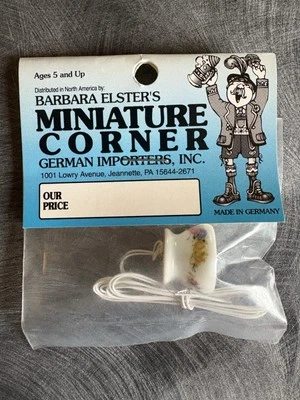 Ages 5 and Up
Distributed in North America by:
BARBARA ELSTER'S
MINIATURE
CORNER
GERMAN IMPORTERS, INC.
1001 Lowry Avenue, Jeannette, PA 15644-2671
OUR
PRICE
MADE IN GERMANY